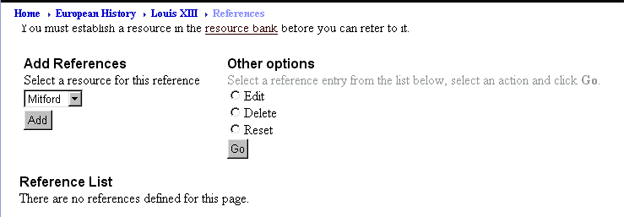 Home › European History › Louis XIII › References
You must establish a resource in the resource bank before you can refer to it.
Add References
Select a resource for this reference
Mitford
Add
Other options
Select a reference entry from the list below, select an action and click Go.
Edit
Delete
Reset
Go
Reference List
There are no references defined for this page.